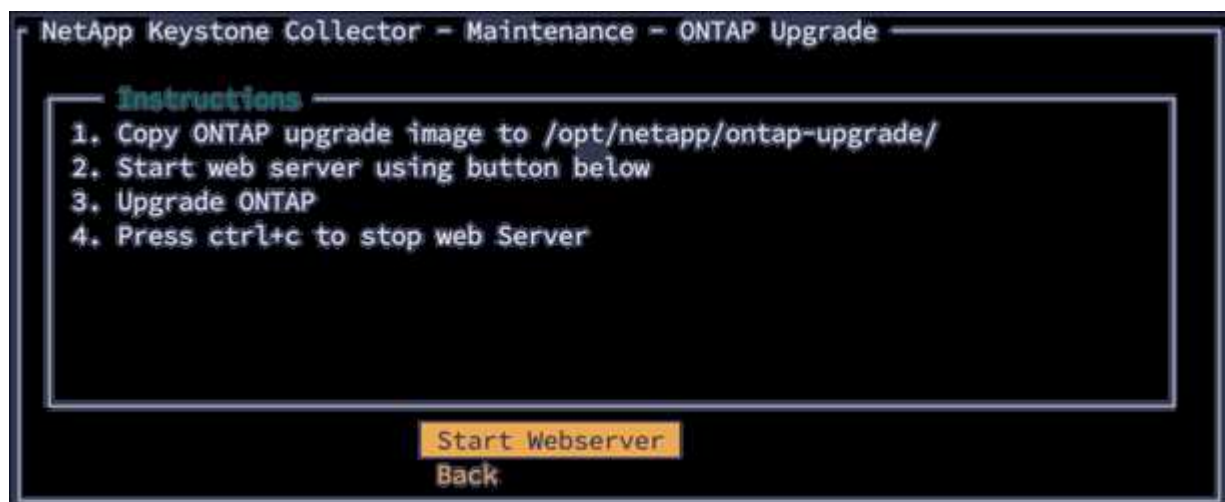 NetApp Keystone Collector - Maintenance - ONTAP Upgrade
Instructions
1. Copy ONTAP upgrade image to /opt/netapp/ontap-upgrade/
2. Start web server using button below
3. Upgrade ONTAP
4. Press ctrl+c to stop web Server
Start Webserver
Back